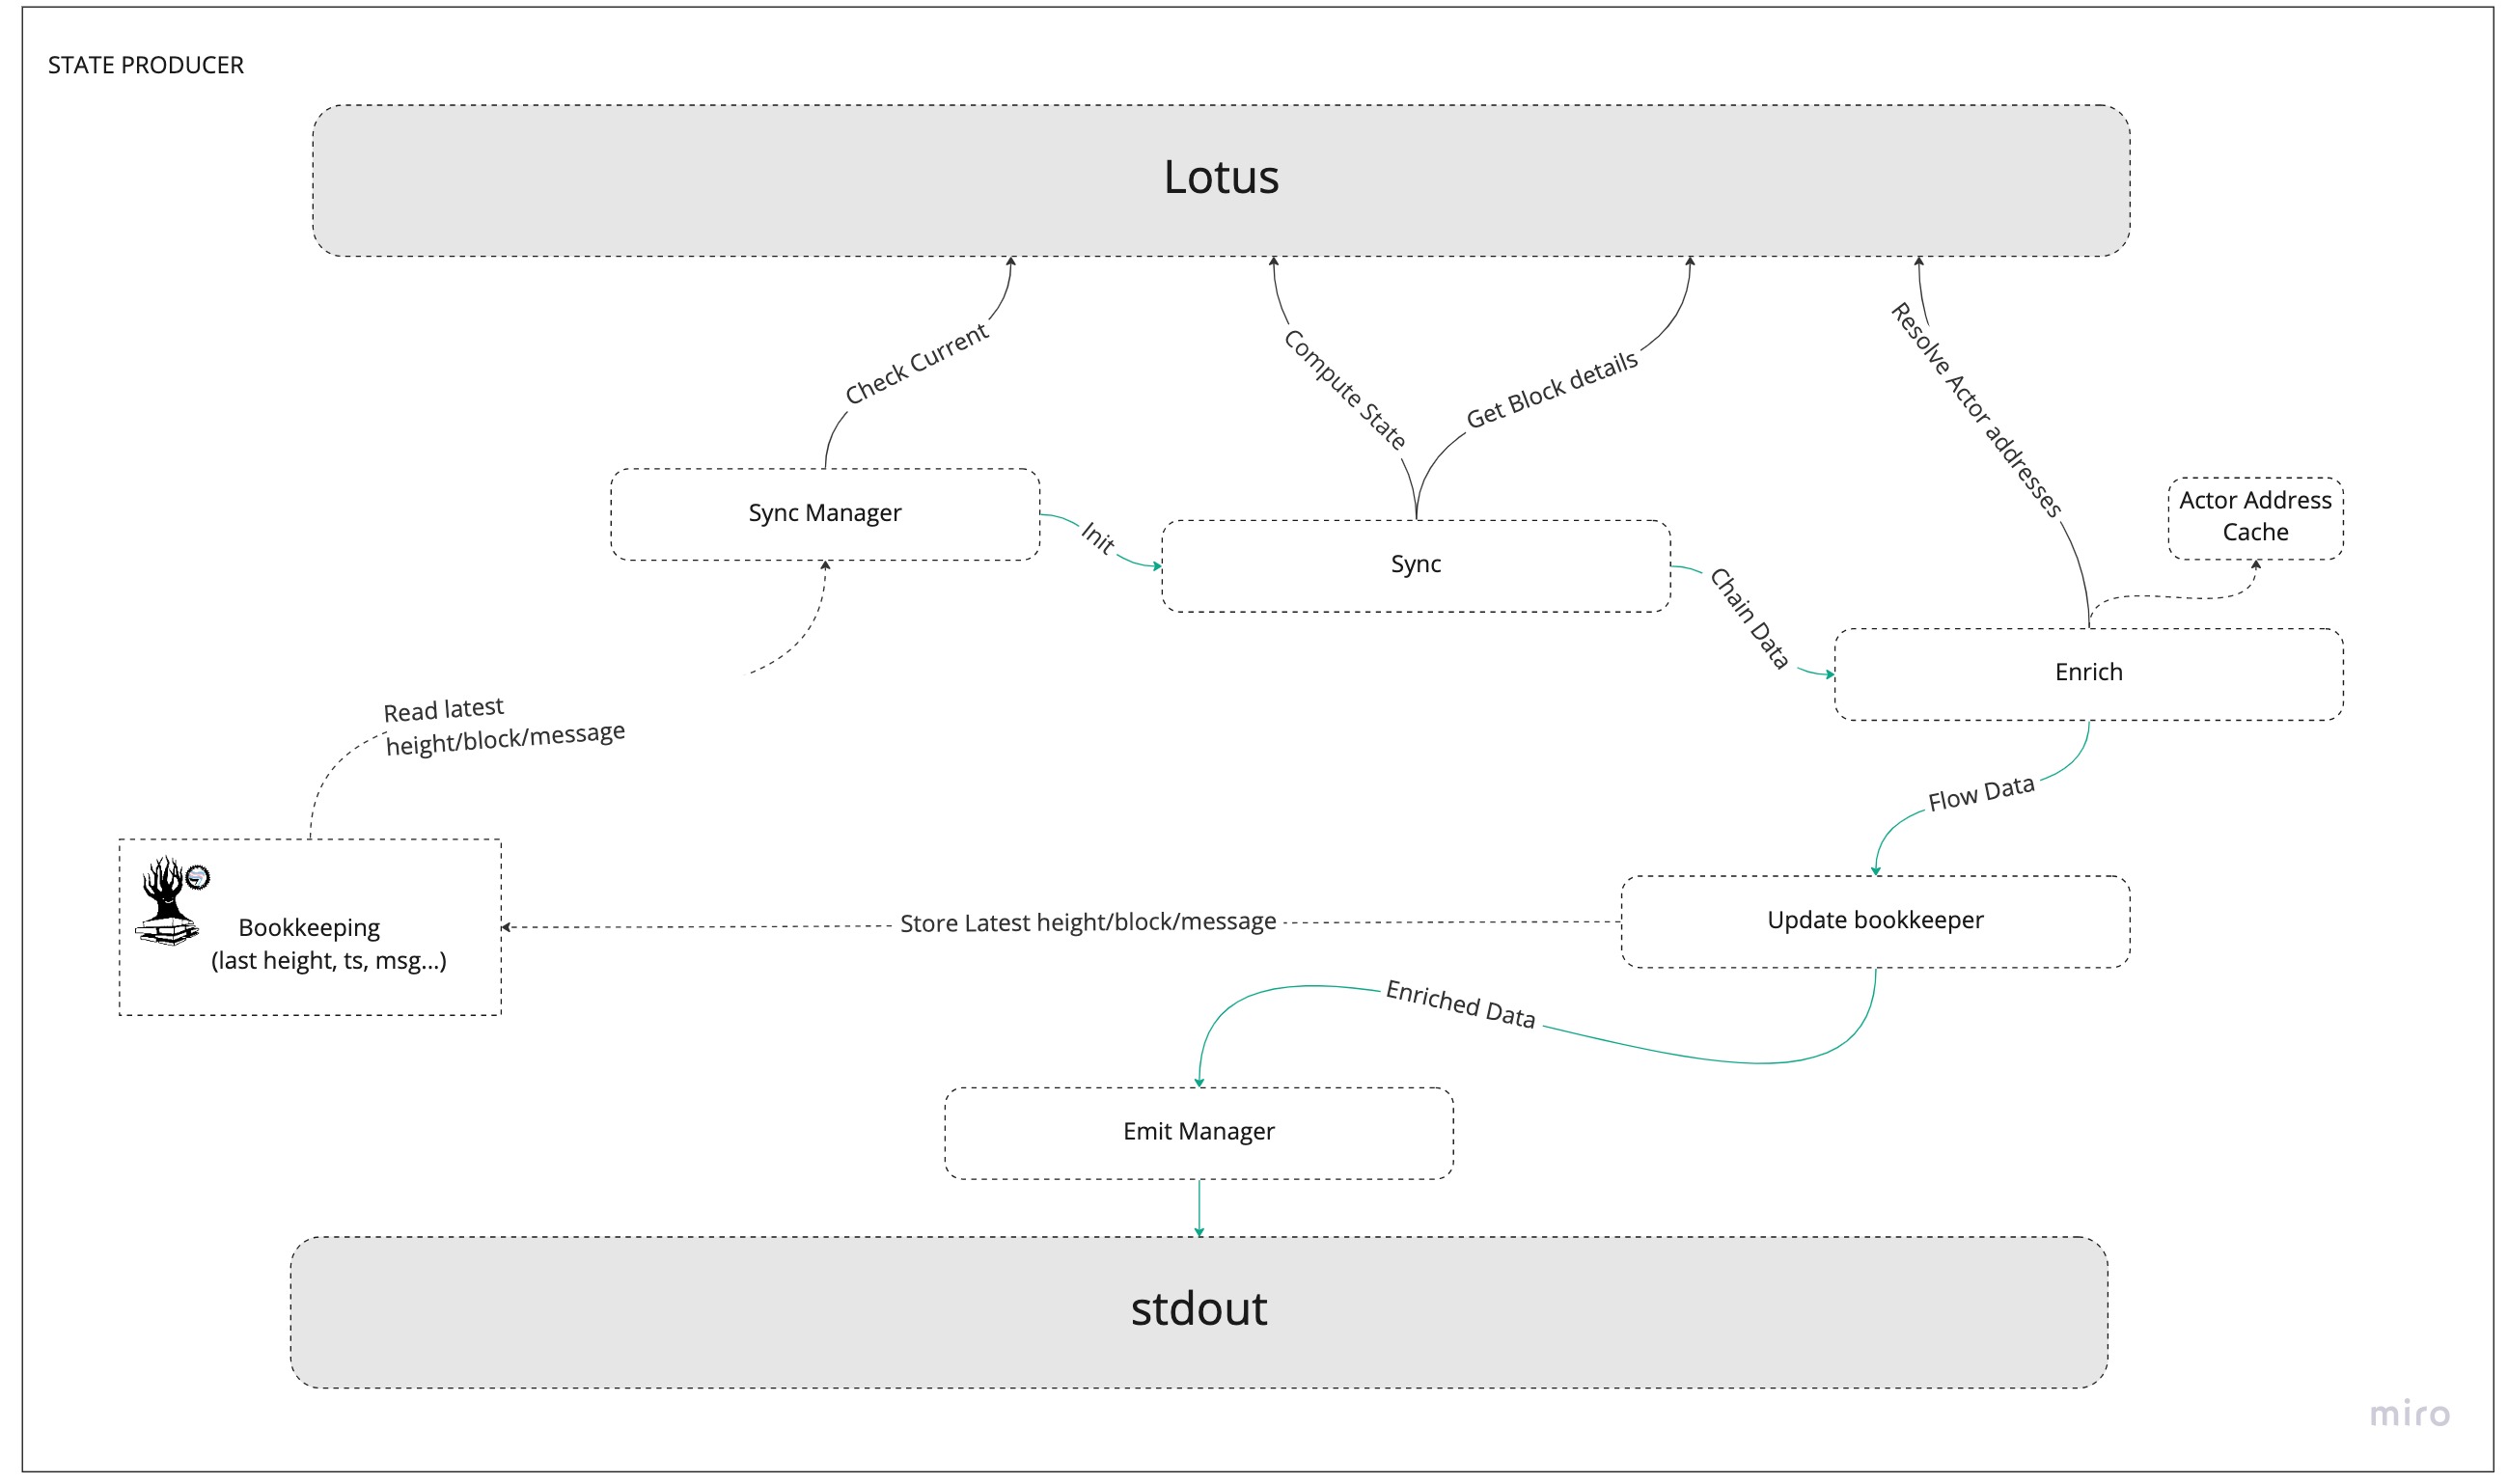 STATE PRODUCER
Lotus
Check Current
Compute State
Get Block details
Resolve Actor addresses
Sync Manager
Init
Sync
Actor Address
Cache
Chain Data
Enrich
Read latest
height/block/message
Flow Data
Bookkeeping
(last height, ts, msg...)
Store Latest height/block/message
Update bookkeeper
Enriched Data
Emit Manager
stdout
miro